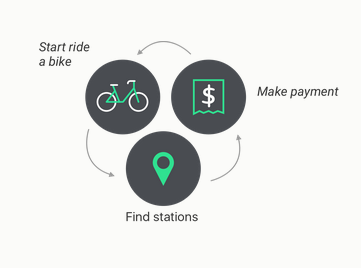 Start ride
a bike
$
Make payment
Find stations